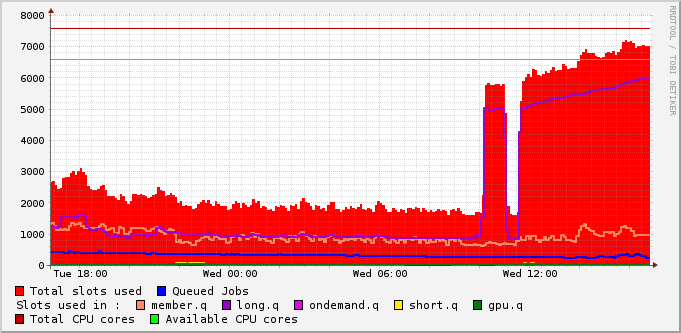 8000
7000
6000
5000
4000
3000
2000
1000
0
Tue 18:00 Wed 00:00 Wed 06:00 Wed 12:00
RRDTOOL / TOBI OETIKER
Total slots used Queued Jobs
Slots used in : member.q long.q ondemand.q short.q gpu.q
Total CPU cores Available CPU cores